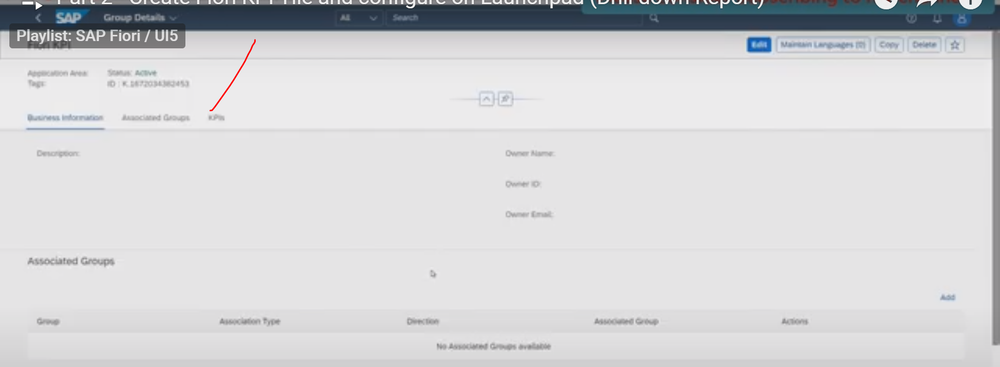 Part 2 - Create Fiori KPI Tile and configure on Launchpad (Drill down Report)
SAP Group Details All Search
Playlist: SAP Fiori / UI5
Fiori KPI
Edit Maintain Languages (0) Copy Delete
Application Area: Status: Active
Tags: ID : K.1672034382453
Business Information Associated Groups KPIs
Description: Owner Name:
Owner ID:
Owner Email:
Associated Groups
Add
Group Association Type Direction Associated Group Actions
No Associated Groups available